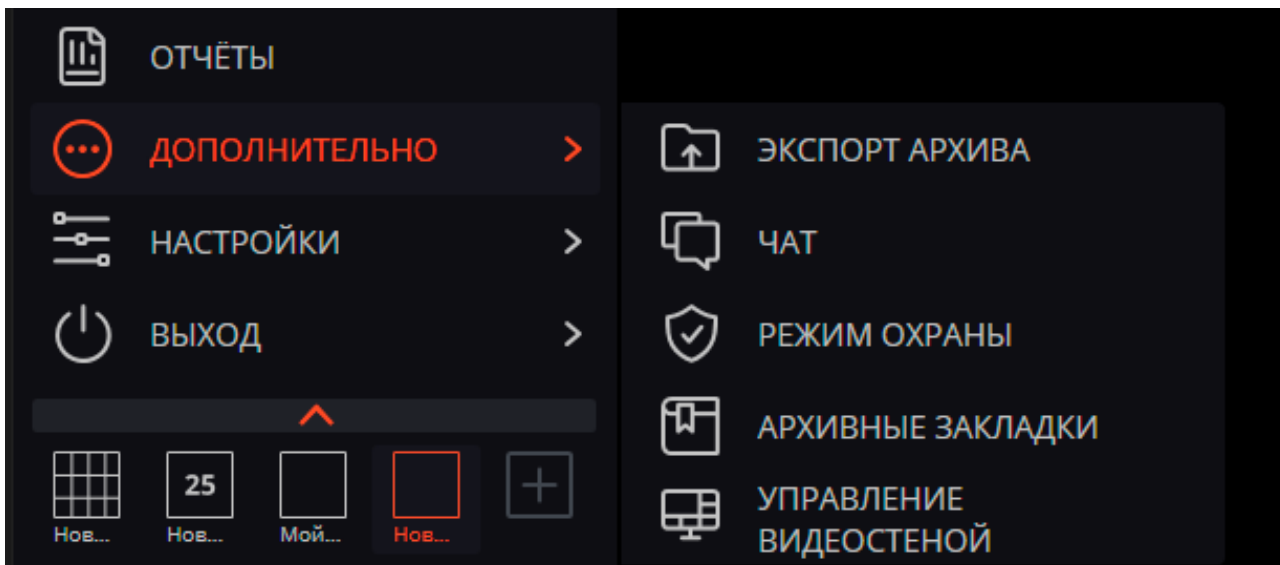 ОТЧЁТЫ
ДОПОЛНИТЕЛЬНО
НАСТРОЙКИ
ВЫХОД
25
Нов...
Нов...
Мой...
Нов...
ЭКСПОРТ АРХИВА
ЧАТ
РЕЖИМ ОХРАНЫ
АРХИВНЫЕ ЗАКЛАДКИ
УПРАВЛЕНИЕ
ВИДЕОСТЕНОЙ